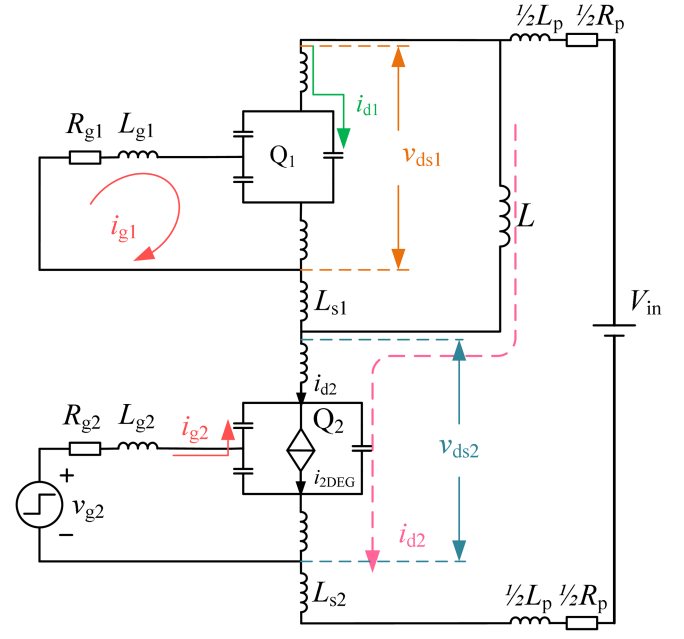 ½Lp ½Rp
id1
Rg1 Lg1
Q1
vds1
ig1
L
Ls1
Vin
id2
Rg2 Lg2 ig2 Q2
vds2
+
i2DEG
vg2
−
id2
Ls2
½Lp ½Rp